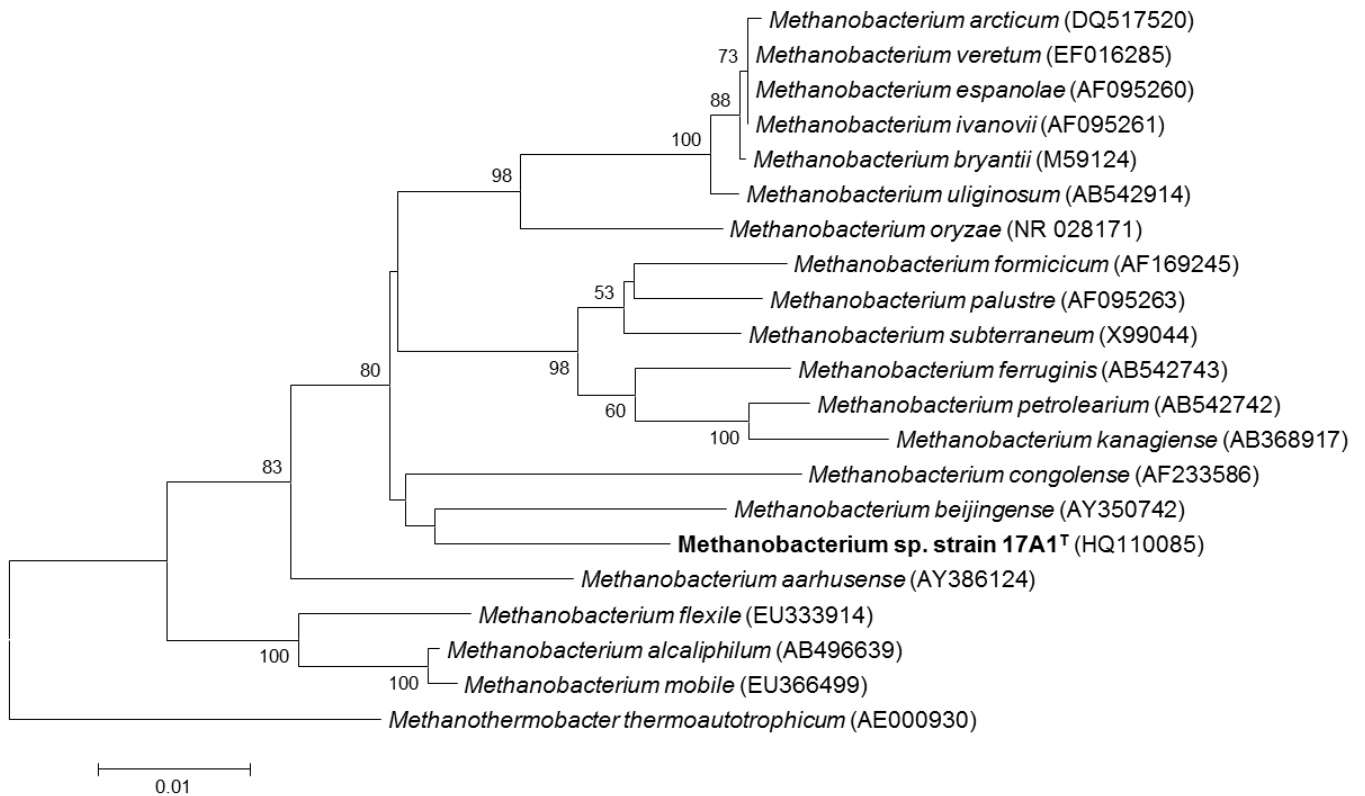 Methanobacterium arcticum (DQ517520)
73
Methanobacterium veretum (EF016285)
Methanobacterium espanolae (AF095260)
88
Methanobacterium ivanovii (AF095261)
100
Methanobacterium bryantii (M59124)
98
Methanobacterium uliginosum (AB542914)
Methanobacterium oryzae (NR 028171)
Methanobacterium formicicum (AF169245)
53
Methanobacterium palustre (AF095263)
Methanobacterium subterraneum (X99044)
80
98
Methanobacterium ferruginis (AB542743)
60
Methanobacterium petrolearium (AB542742)
100
Methanobacterium kanagiense (AB368917)
83
Methanobacterium congolense (AF233586)
Methanobacterium beijingense (AY350742)
Methanobacterium sp. strain 17A1ᵀ (HQ110085)
Methanobacterium aarhusense (AY386124)
Methanobacterium flexile (EU333914)
100
Methanobacterium alcaliphilum (AB496639)
100
Methanobacterium mobile (EU366499)
Methanothermobacter thermoautotrophicum (AE000930)
0.01